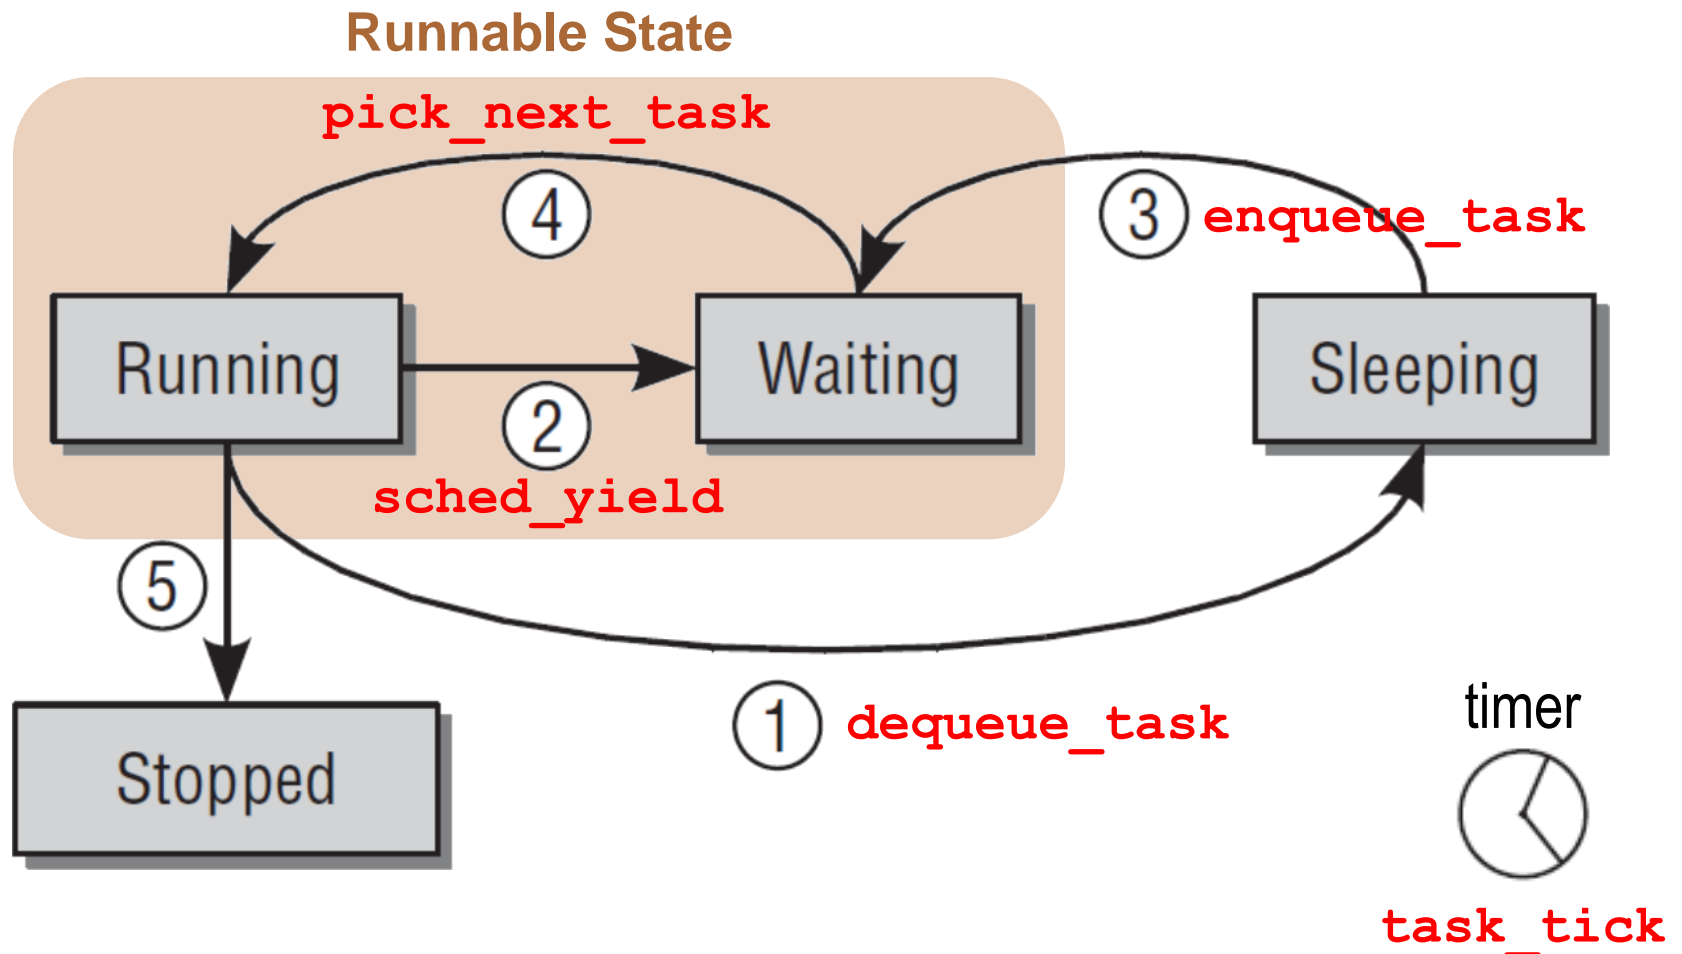 Runnable State
pick_next_task
4
3 enqueue_task
Running
Waiting
Sleeping
2
sched_yield
5
1 dequeue_task
timer
Stopped
task_tick